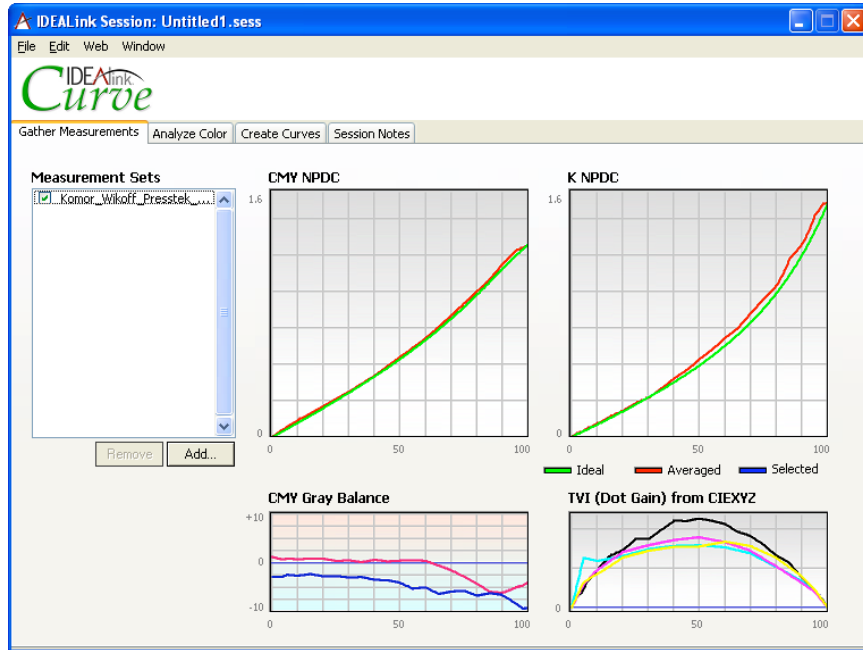 IDEALink Session: Untitled1.sess
File Edit Web Window
IDEAlink
Curve
Gather Measurements Analyze Color Create Curves Session Notes
Measurement Sets
_Komor_Wikoff_Presstek_,...
Remove Add...
CMY NPDC
1.6
0
0 50 100
K NPDC
1.6
0
0 50 100
Ideal Averaged Selected
CMY Gray Balance
+10
0
-10
0 50 100
TVI (Dot Gain) from CIEXYZ
0
0 50 100